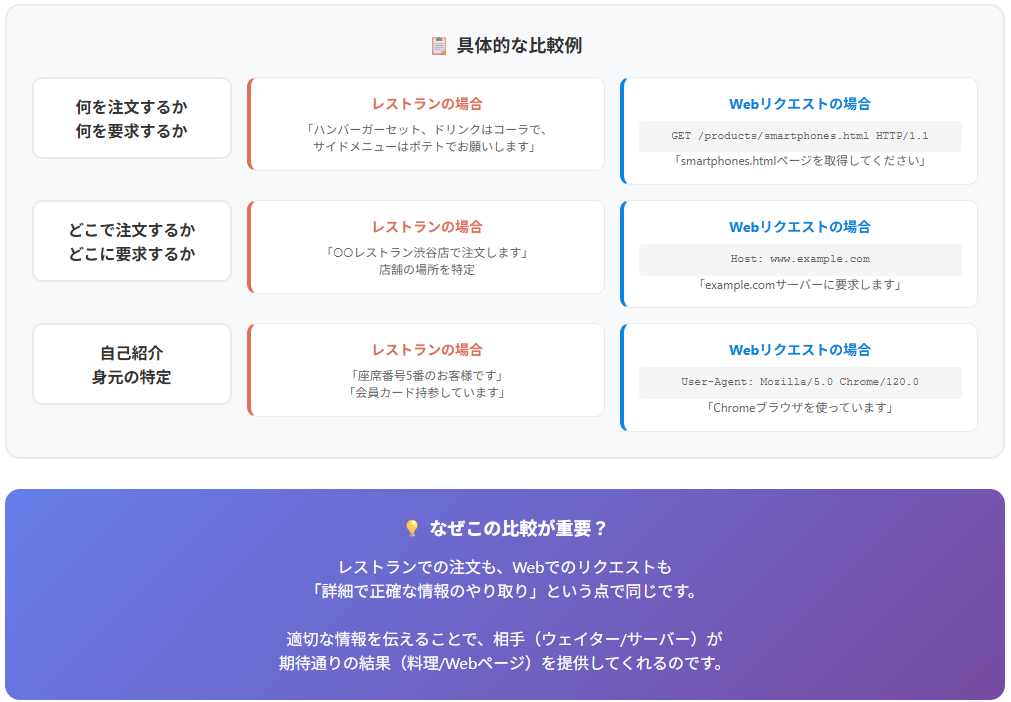 📋 具体的な比較例
何を注文するか
何を要求するか
レストランの場合
「ハンバーガーセット、ドリンクはコーラで、
サイドメニューはポテトでお願いします」
Webリクエストの場合
GET /products/smartphones.html HTTP/1.1
「smartphones.htmlページを取得してください」
どこで注文するか
どこに要求するか
レストランの場合
「○○レストラン渋谷店で注文します」
店舗の場所を特定
Webリクエストの場合
Host: www.example.com
「example.comサーバーに要求します」
自己紹介
身元の特定
レストランの場合
「座席番号5番のお客様です」
「会員カード持参しています」
Webリクエストの場合
User-Agent: Mozilla/5.0 Chrome/120.0
「Chromeブラウザを使っています」
💡 なぜこの比較が重要？
レストランでの注文も、Webでのリクエストも
「詳細で正確な情報のやり取り」という点で同じです。
適切な情報を伝えることで、相手（ウェイター/サーバー）が
期待通りの結果（料理/Webページ）を提供してくれるのです。